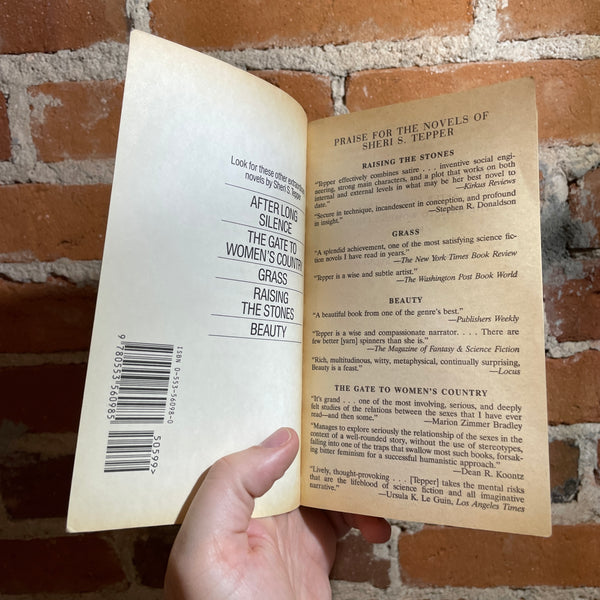 Look for these other extraordinary
novels by Sheri S. Tepper
AFTER LONG
SILENCE
THE GATE TO
WOMEN'S COUNTRY
GRASS
RAISING
THE STONES
BEAUTY
ISBN 0-553-56098-0
9 780553 560985
50599>
PRAISE FOR THE NOVELS OF
SHERI S. TEPPER
RAISING THE STONES
"Tepper effectively combines satire . . . inventive social engi-
neering, strong main characters, and a plot that works on both
internal and external levels in what may be her best novel to
date."
—Kirkus Reviews
"Secure in technique, incandescent in conception, and profound
in insight."
—Stephen R. Donaldson
GRASS
"A splendid achievement, one of the most satisfying science fic-
tion novels I have read in years."
—The New York Times Book Review
"Tepper is a wise and subtle artist."
—The Washington Post Book World
BEAUTY
"A beautiful book from one of the genre's best."
—Publishers Weekly
"Tepper is a wise and compassionate narrator. . . . There are
few better [yarn] spinners than she is."
—The Magazine of Fantasy & Science Fiction
"Rich, multitudinous, witty, metaphysical, continually surprising,
Beauty is a feast."
—Locus
THE GATE TO WOMEN'S COUNTRY
"It's grand . . . one of the most involving, serious, and deeply
felt studies of the relations between the sexes that I have ever
read—and then some."
—Marion Zimmer Bradley
"Manages to explore seriously the relationship of the sexes in the
context of a well-rounded story, without the use of stereotypes,
falling into one of the traps that swallow most such books, forsak-
ing bitter feminism for a successful humanistic approach."
—Dean R. Koontz
"Lively, thought-provoking . . . [Tepper] takes the mental risks
that are the lifeblood of science fiction and all imaginative
narrative."
—Ursula K. Le Guin, Los Angeles Times